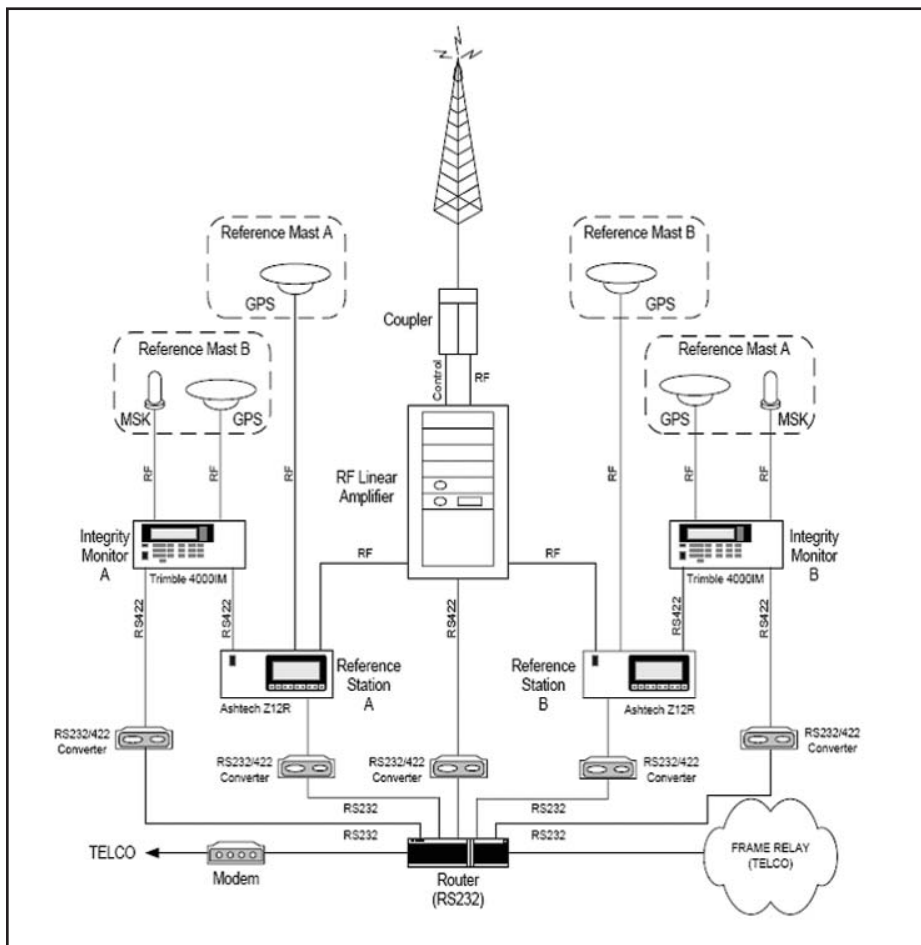 Reference Mast A
GPS
Reference Mast B
GPS
Coupler
Control
RF
Reference Mast B
MSK
GPS
Reference Mast A
GPS
MSK
RF
RF
RF
RF Linear
Amplifier
RF
RF
Integrity
Monitor
A
Trimble 4000IM
Integrity
Monitor
B
Trimble 4000IM
RF
RF
RS422
RS422
RS422
RS422
RS422
Reference
Station
A
Ashtech Z12R
Reference
Station
B
Ashtech Z12R
RS232/422
Converter
RS232/422
Converter
RS232/422
Converter
RS232/422
Converter
RS232/422
Converter
RS232
RS232
RS232
RS232
TELCO
Modem
Router
(RS232)
FRAME RELAY
(TELCO)